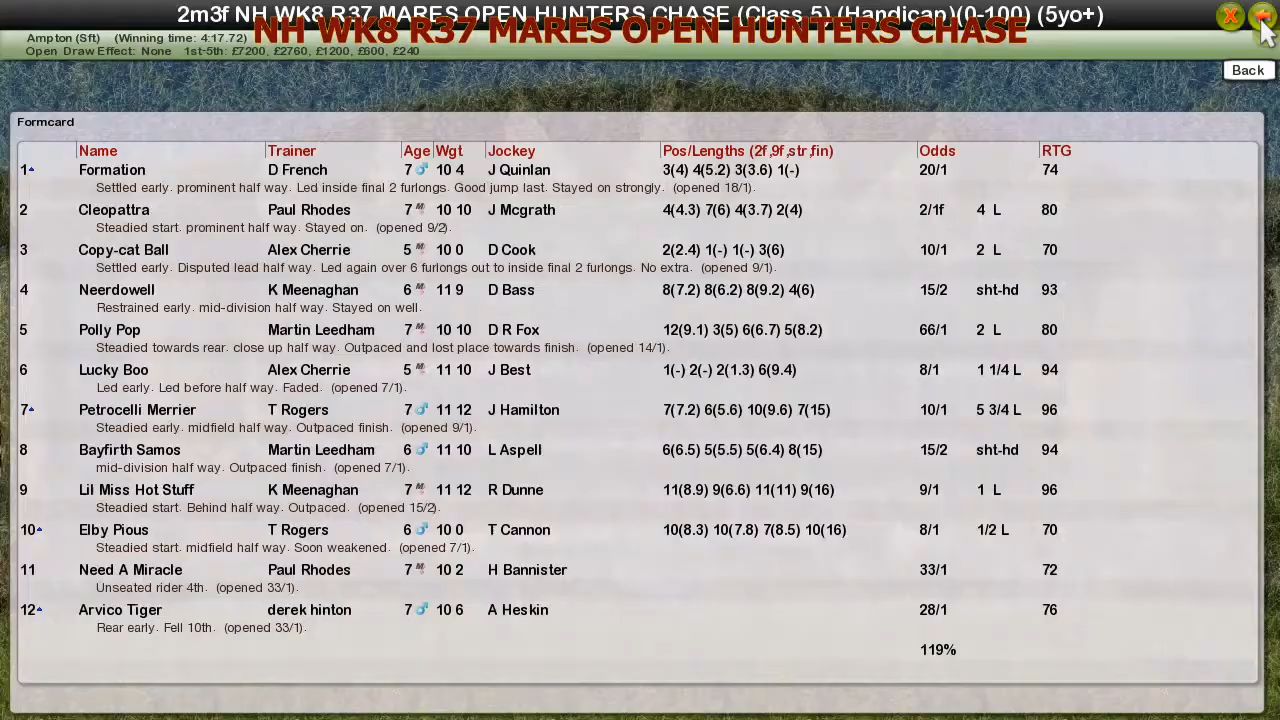 2m3f NH WK8 R37 MARES OPEN HUNTERS CHASE (Class 5) (Handicap)(0-100) (5yo+)
NH WK8 R37 MARES OPEN HUNTERS CHASE
Ampton (Sft) (Winning time: 4:17.72)
Open Draw Effect: None 1st-5th: £7200, £2760, £1200, £600, £240
X
Back
Formcard
Name Trainer Age Wgt Jockey Pos/Lengths (2f,9f,str,fin) Odds RTG
1 Formation D French 7 10 4 J Quinlan 3(4) 4(5.2) 3(3.6) 1(-) 20/1 74
Settled early. prominent half way. Led inside final 2 furlongs. Good jump last. Stayed on strongly. (opened 18/1).
2 Cleopattra Paul Rhodes 7 M 10 10 J Mcgrath 4(4.3) 7(6) 4(3.7) 2(4) 2/1f 4 L 80
Steadied start. prominent half way. Stayed on. (opened 9/2).
3 Copy-cat Ball Alex Cherrie 5 M 10 0 D Cook 2(2.4) 1(-) 1(-) 3(6) 10/1 2 L 70
Settled early. Disputed lead half way. Led again over 6 furlongs out to inside final 2 furlongs. No extra. (opened 9/1).
4 Neerdowell K Meenaghan 6 M 11 9 D Bass 8(7.2) 8(6.2) 8(9.2) 4(6) 15/2 sht-hd 93
Restrained early. mid-division half way. Stayed on well.
5 Polly Pop Martin Leedham 7 M 10 10 D R Fox 12(9.1) 3(5) 6(6.7) 5(8.2) 66/1 2 L 80
Steadied towards rear. close up half way. Outpaced and lost place towards finish. (opened 14/1).
6 Lucky Boo Alex Cherrie 5 M 11 10 J Best 1(-) 2(-) 2(1.3) 6(9.4) 8/1 1 1/4 L 94
Led early. Led before half way. Faded. (opened 7/1).
7 Petrocelli Merrier T Rogers 7 11 12 J Hamilton 7(7.2) 6(5.6) 10(9.6) 7(15) 10/1 5 3/4 L 96
Steadied early. midfield half way. Outpaced finish. (opened 9/1).
8 Bayfirth Samos Martin Leedham 6 11 10 L Aspell 6(6.5) 5(5.5) 5(6.4) 8(15) 15/2 sht-hd 94
mid-division half way. Outpaced finish. (opened 7/1).
9 Lil Miss Hot Stuff K Meenaghan 7 M 11 12 R Dunne 11(8.9) 9(6.6) 11(11) 9(16) 9/1 1 L 96
Steadied start. Behind half way. Outpaced. (opened 15/2).
10 Elby Pious T Rogers 6 10 0 T Cannon 10(8.3) 10(7.8) 7(8.5) 10(16) 8/1 1/2 L 70
Steadied start. midfield half way. Soon weakened. (opened 7/1).
11 Need A Miracle Paul Rhodes 7 M 10 2 H Bannister 33/1 72
Unseated rider 4th. (opened 33/1).
12 Arvico Tiger derek hinton 7 10 6 A Heskin 28/1 76
Rear early. Fell 10th. (opened 33/1).
119%